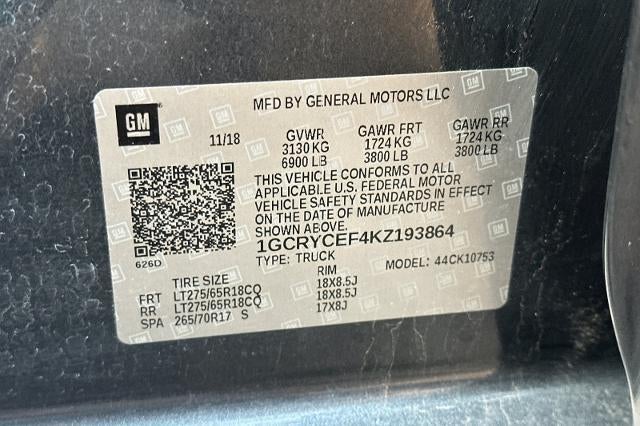 MFD BY GENERAL MOTORS LLC
GM
11/18 GVWR GAWR FRT GAWR RR
3130 KG 1724 KG 1724 KG
6900 LB 3800 LB 3800 LB
THIS VEHICLE CONFORMS TO ALL
APPLICABLE U.S. FEDERAL MOTOR
VEHICLE SAFETY STANDARDS IN EFFECT
ON THE DATE OF MANUFACTURE
SHOWN ABOVE.
1GCRYCEF4KZ193864
626D TYPE: TRUCK MODEL: 44CK10753
TIRE SIZE RIM
FRT LT275/65R18CQ 18X8.5J
RR LT275/65R18CQ 18X8.5J
SPA 265/70R17 S 17X8J